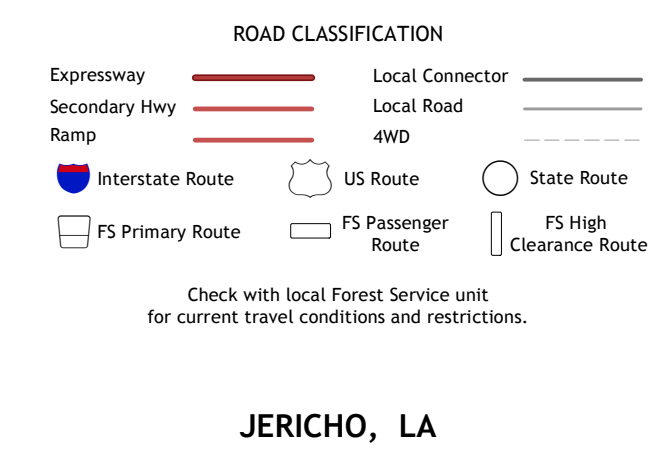 ROAD CLASSIFICATION
Expressway
Local Connector
Secondary Hwy
Local Road
Ramp
4WD
Interstate Route
US Route
State Route
FS Primary Route
FS Passenger
Route
FS High
Clearance Route
Check with local Forest Service unit
for current travel conditions and restrictions.
JERICHO, LA